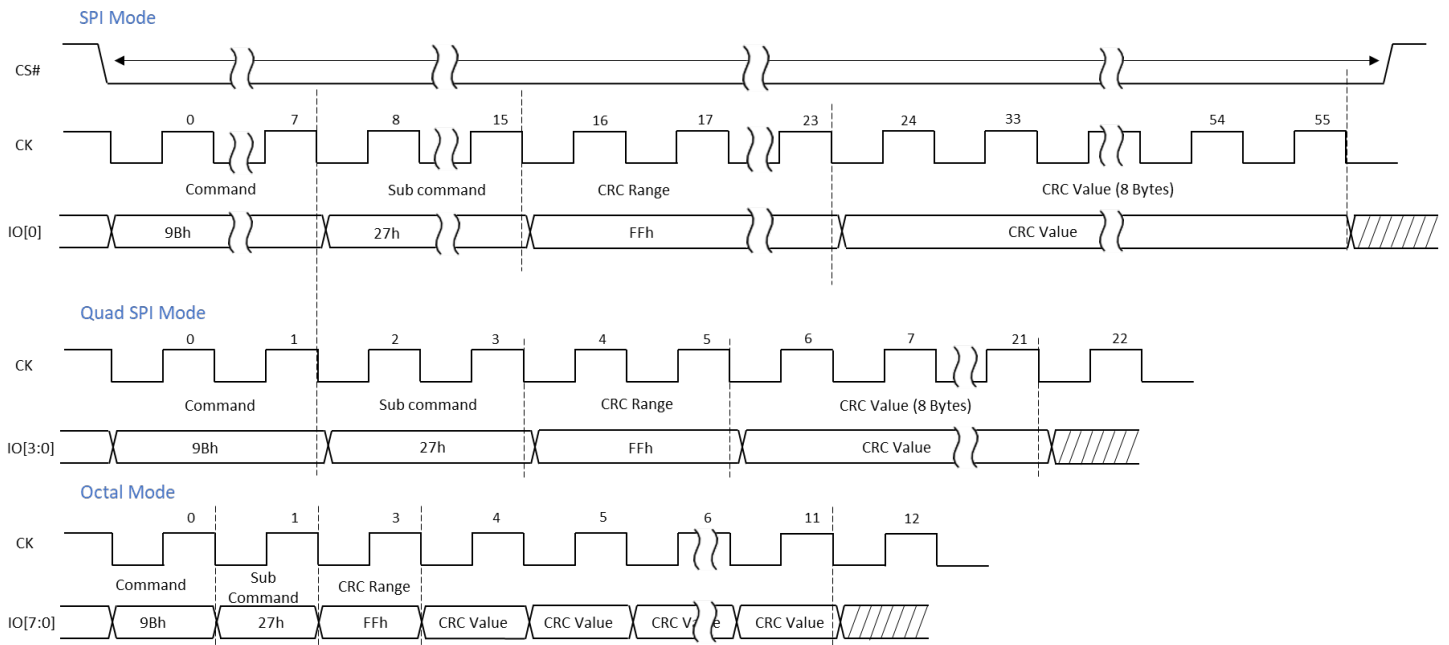 SPI Mode
CS#
0 7 8 15 16 17 23 24 33 54 55
CK
Command Sub command CRC Range CRC Value (8 Bytes)
IO[0] 9Bh 27h FFh CRC Value
Quad SPI Mode
0 1 2 3 4 5 6 7 21 22
CK
Command Sub command CRC Range CRC Value (8 Bytes)
IO[3:0] 9Bh 27h FFh CRC Value
Octal Mode
0 1 3 4 5 6 11 12
CK
Command Sub Command CRC Range
IO[7:0] 9Bh 27h FFh CRC Value CRC Value CRC Value CRC Value